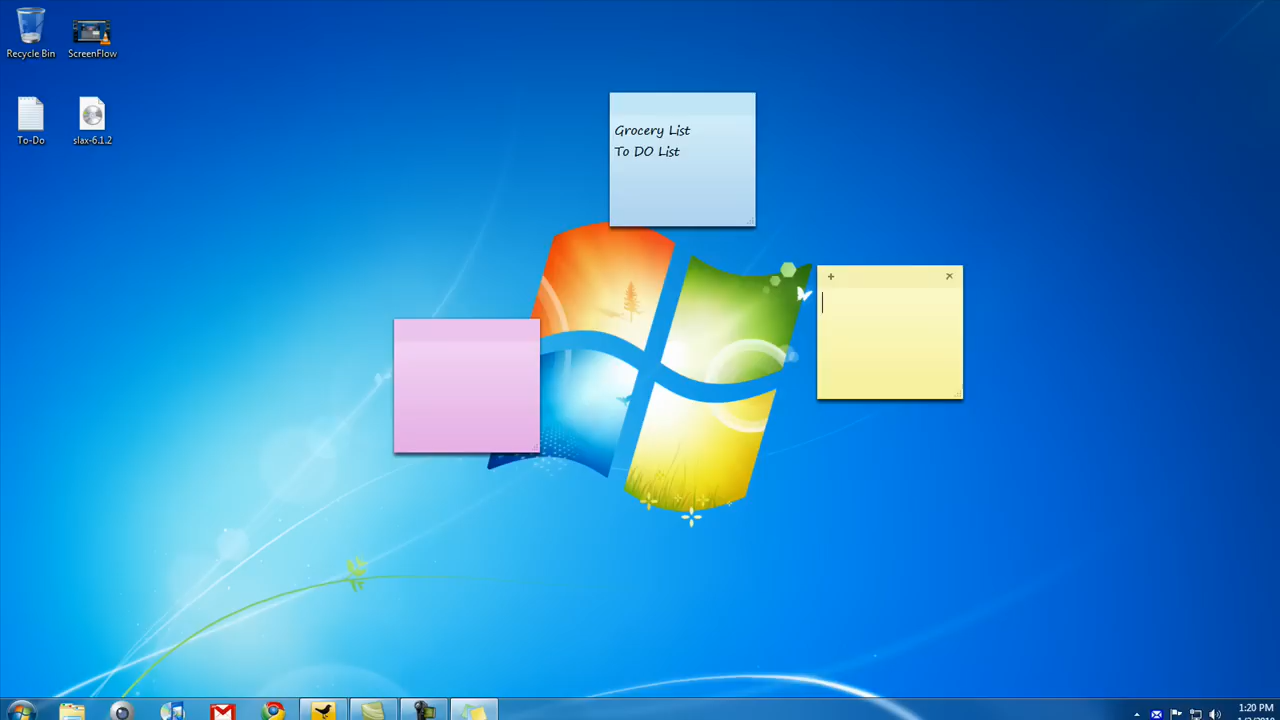 Recycle Bin
ScreenFlow
To-Do
slax-6.1.2
Grocery List
To DO List
1:20 PM